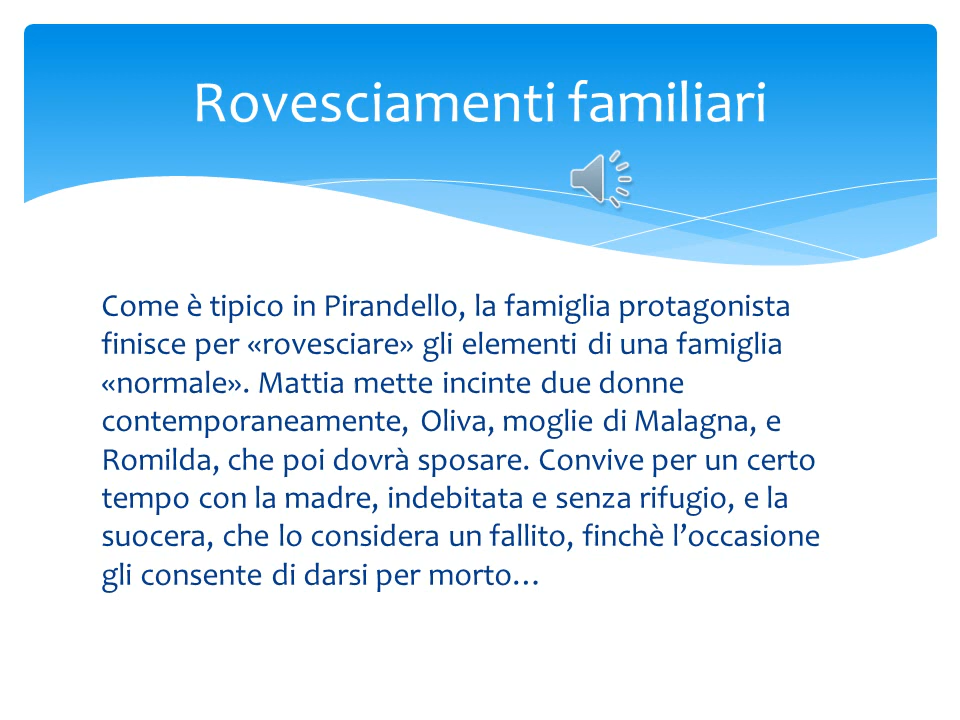 Rovesciamenti familiari
Come è tipico in Pirandello, la famiglia protagonista
finisce per «rovesciare» gli elementi di una famiglia
«normale». Mattia mette incinte due donne
contemporaneamente, Oliva, moglie di Malagna, e
Romilda, che poi dovrà sposare. Convive per un certo
tempo con la madre, indebitata e senza rifugio, e la
suocera, che lo considera un fallito, finchè l’occasione
gli consente di darsi per morto…